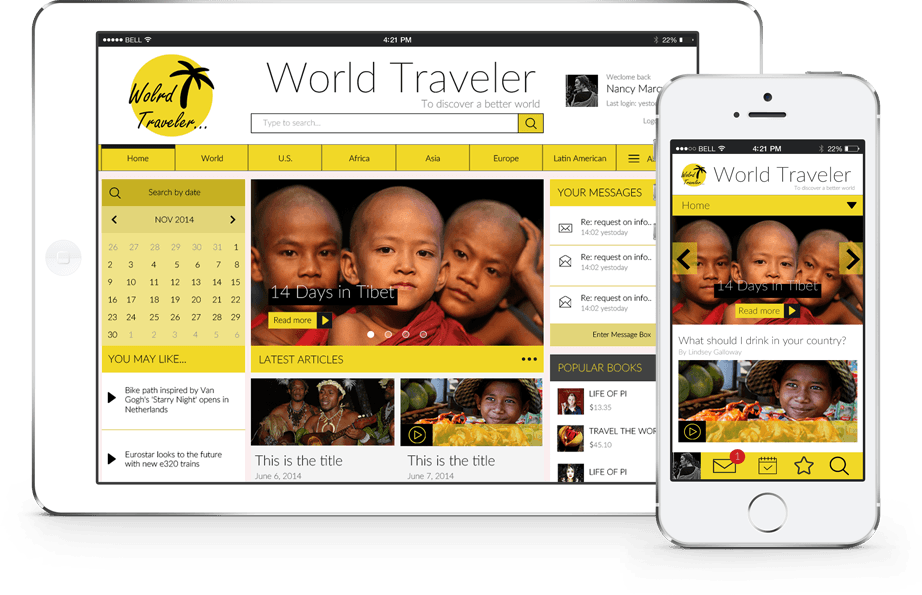 BELL
4:21 PM
22%
Wolrd
Traveler...
World Traveler
To discover a better world
Type to search...
Weclome back
Nancy
Last login:
Home
World
U.S.
Africa
Asia
Europe
Latin American
Search by date
NOV 2014
26 27 28 29 30 31 1
2 3 4 5 6 7 8
9 10 11 12 13 14 15
16 17 18 19 20 21 22
23 24 25 26 27 28 29
30 1 2 3 4 5 6
YOU MAY LIKE...
Bike path inspired by Van
Gogh's 'Starry Night' opens in
Netherlands
Eurostar looks to the future
with new e320 trains
14 Days in Tibet
Read more
LATEST ARTICLES
This is the title
June 6, 2014
This is the title
June 7, 2014
YOUR MESSAGES
Re: request on info..
14:02 yestoday
Re: request on info..
14:02 yestoday
Re: request on info..
14:02 yestoday
Enter Message Box
POPULAR BOOKS
LIFE OF PI
$13.35
TRAVEL THE WOR
$45.10
LIFE OF PI
BELL
4:21 PM
22%
Wolrd
Traveler...
World Traveler
To discover a better world
Home
14 Days in Tibet
Read more
What should I drink in your country?
By Lindsey Galloway
1